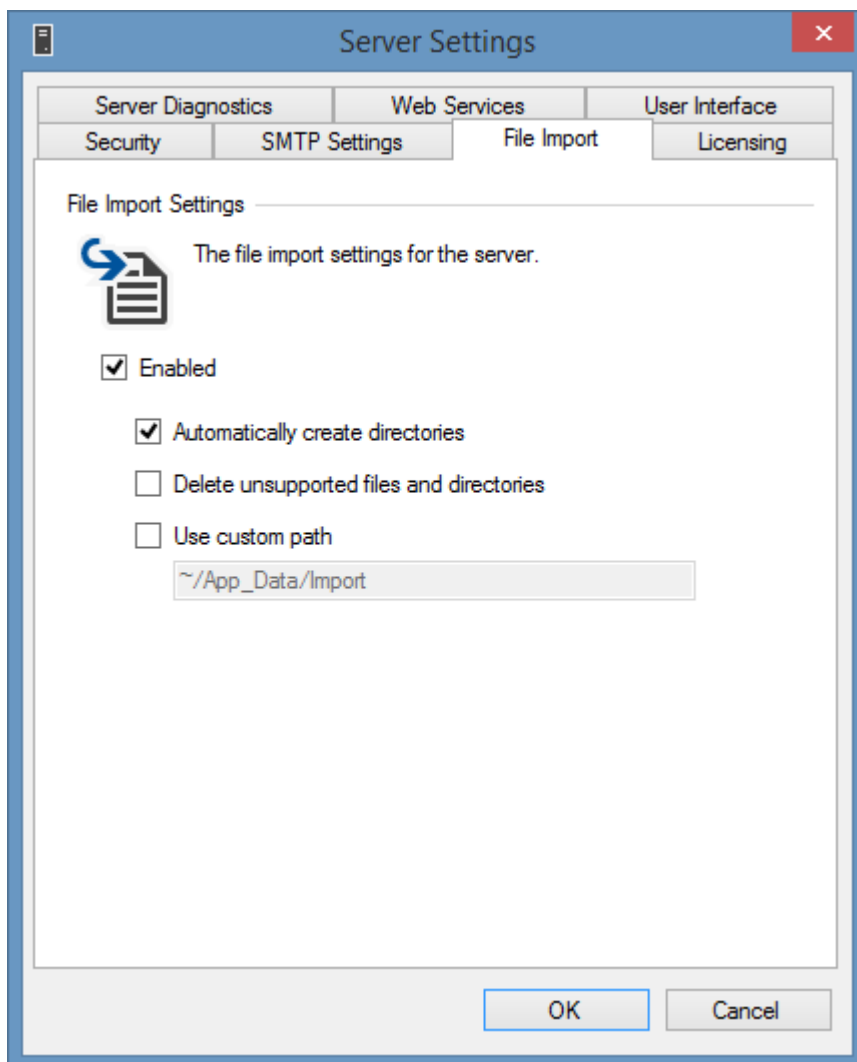 Server Settings
Server Diagnostics Web Services User Interface
Security SMTP Settings File Import Licensing
File Import Settings
The file import settings for the server.
Enabled
Automatically create directories
Delete unsupported files and directories
Use custom path
~/App_Data/Import
OK Cancel